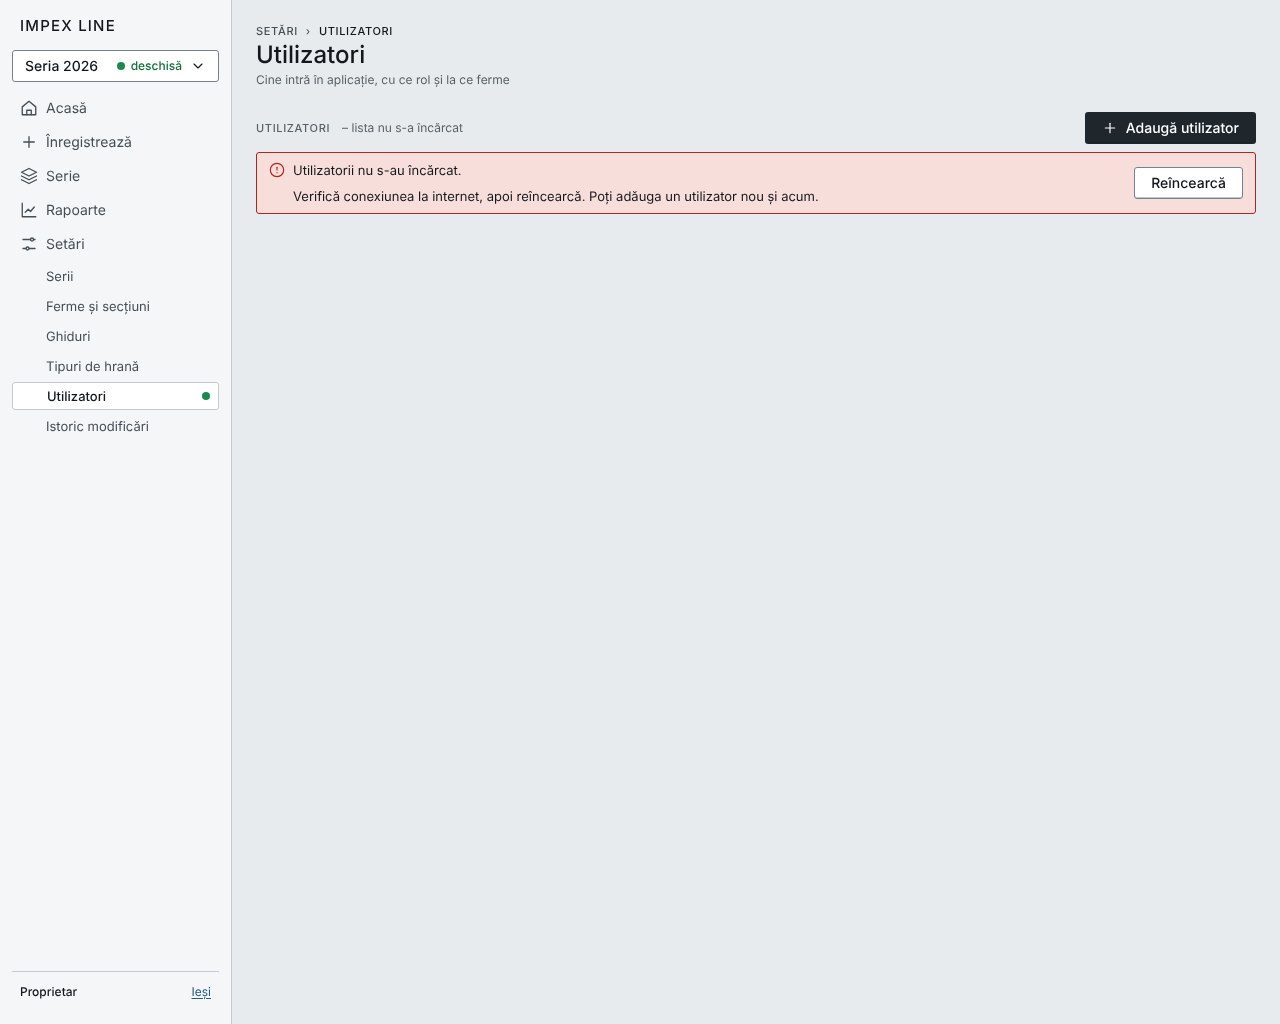 IMPEX LINE
Seria 2026 deschisă
Acasă
Înregistrează
Serie
Rapoarte
Setări
Serii
Ferme și secțiuni
Ghiduri
Tipuri de hrană
Utilizatori
Istoric modificări
Proprietar Ieși
SETĂRI › UTILIZATORI
Utilizatori
Cine intră în aplicație, cu ce rol și la ce ferme
UTILIZATORI – lista nu s-a încărcat
Adaugă utilizator
Utilizatorii nu s-au încărcat.
Verifică conexiunea la internet, apoi reîncearcă. Poți adăuga un utilizator nou și acum.
Reîncearcă